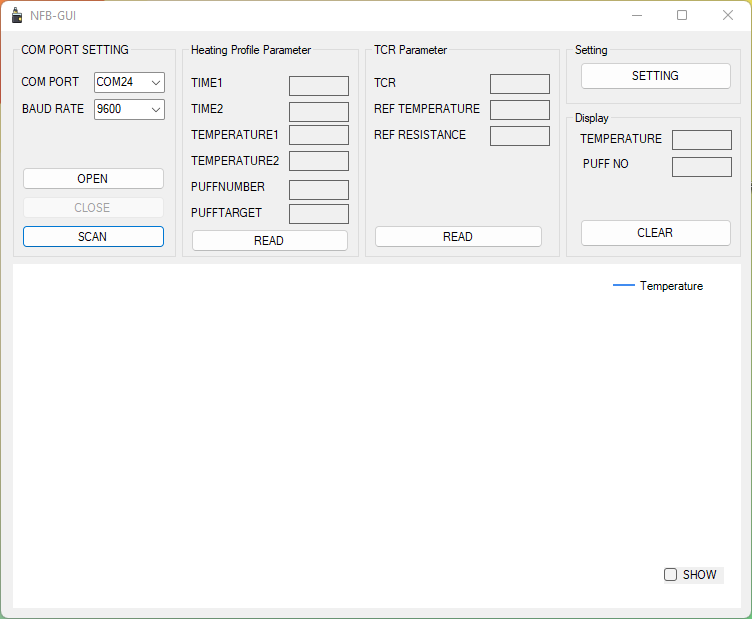 NFB-GUI
COM PORT SETTING
COM PORT COM24
BAUD RATE 9600
OPEN
CLOSE
SCAN
Heating Profile Parameter
TIME1
TIME2
TEMPERATURE1
TEMPERATURE2
PUFFNUMBER
PUFFTARGET
READ
TCR Parameter
TCR
REF TEMPERATURE
REF RESISTANCE
READ
Setting
SETTING
Display
TEMPERATURE
PUFF NO
CLEAR
Temperature
SHOW